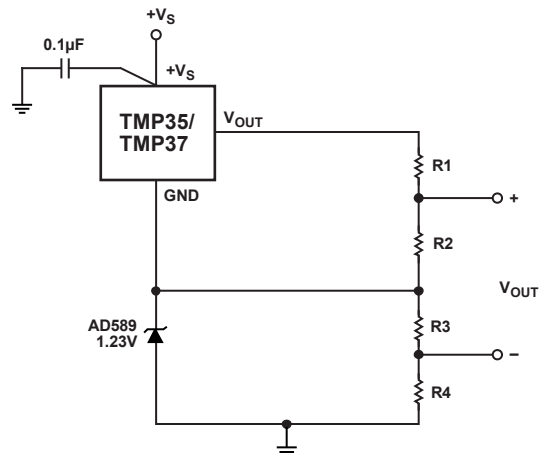 +VS
0.1µF
+VS
TMP35/
TMP37
VOUT
R1
GND
+
R2
VOUT
AD589
1.23V
R3
−
R4